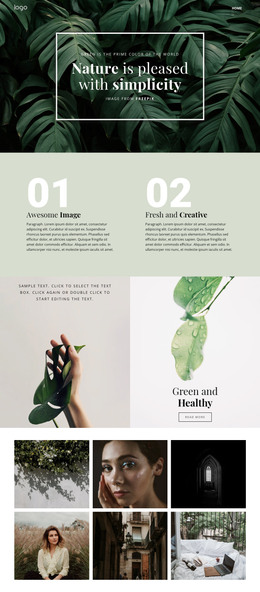 logo
HOME
GREEN IS THE PRIME COLOR OF THE WORLD
Nature is pleased
with simplicity
IMAGE FROM FREEPIK
01
Awesome Image
Paragraph. Lorem ipsum dolor sit amet, consectetur
adipiscing elit. Curabitur id suscipit ex. Suspendisse
rhoncus laoreet purus quis elementum. Phasellus sed
efficitur dolor, et ultricies sapien. Quisque fringilla sit
amet dolor commodo efficitur. Aliquam et sem odio. In
ullamcorper nisi nunc, et molestie ipsum iaculis sit amet.
02
Fresh and Creative
Paragraph. Lorem ipsum dolor sit amet, consectetur
adipiscing elit. Curabitur id suscipit ex. Suspendisse
rhoncus laoreet purus quis elementum. Phasellus sed
efficitur dolor, et ultricies sapien. Quisque fringilla sit
amet dolor commodo efficitur. Aliquam et sem odio. In
ullamcorper nisi nunc, et molestie ipsum iaculis sit amet.
SAMPLE TEXT. CLICK TO SELECT THE TEXT
BOX. CLICK AGAIN OR DOUBLE CLICK TO
START EDITING THE TEXT.
Green and
Healthy
READ MORE